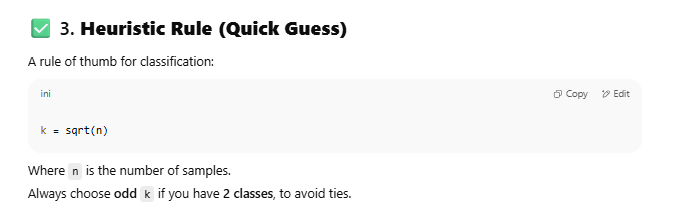 ✅ 3. Heuristic Rule (Quick Guess)
A rule of thumb for classification:
ini Copy Edit
k = sqrt(n)
Where n is the number of samples.
Always choose odd k if you have 2 classes, to avoid ties.